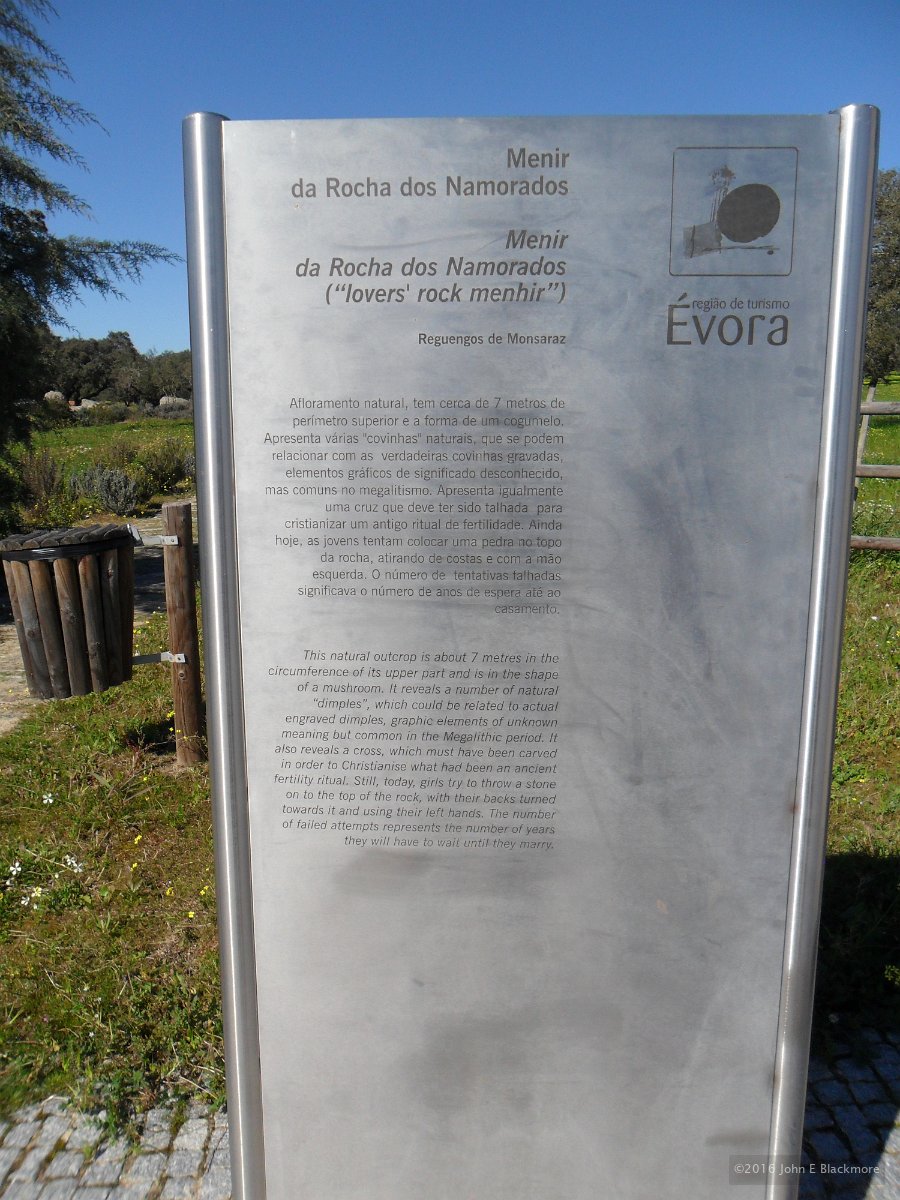 Menir
da Rocha dos Namorados
Menir
da Rocha dos Namorados
(“lovers' rock menhir”)
Reguengos de Monsaraz
região de turismo
Évora
Afloramento natural, tem cerca de 7 metros de
perímetro superior e a forma de um cogumelo.
Apresenta várias "covinhas" naturais, que se podem
relacionar com as verdadeiras covinhas gravadas,
elementos gráficos de significado desconhecido,
mas comuns no megalitismo. Apresenta igualmente
uma cruz que deve ter sido talhada para
cristianizar um antigo ritual de fertilidade. Ainda
hoje, as jovens tentam colocar uma pedra no topo
da rocha, atirando de costas e com a mão
esquerda. O número de tentativas falhadas
significava o número de anos de espera até ao
casamento.
This natural outcrop is about 7 metres in the
circumference of its upper part and is in the shape
of a mushroom. It reveals a number of natural
“dimples”, which could be related to actual
engraved dimples, graphic elements of unknown
meaning but common in the Megalithic period. It
also reveals a cross, which must have been carved
in order to Christianise what had been an ancient
fertility ritual. Still, today, girls try to throw a stone
on to the top of the rock, with their backs turned
towards it and using their left hands. The number
of failed attempts represents the number of years
they will have to wait until they marry.
©2016 John E Blackmore